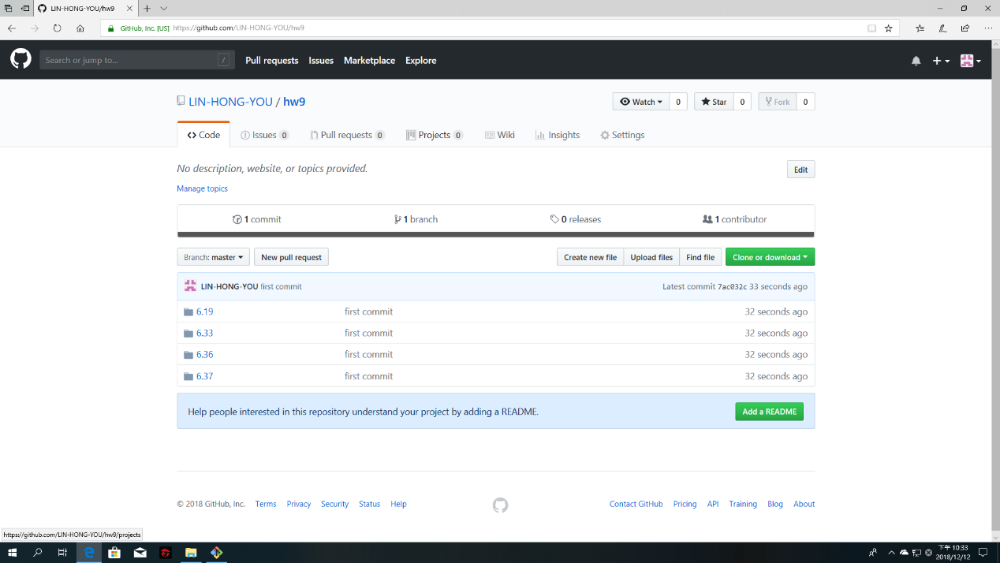 LIN-HONG-YOU/hw9
GitHub, Inc. [US] https://github.com/LIN-HONG-YOU/hw9
Search or jump to... / Pull requests Issues Marketplace Explore
LIN-HONG-YOU / hw9 Watch 0 Star 0 Fork 0
Code Issues 0 Pull requests 0 Projects 0 Wiki Insights Settings
No description, website, or topics provided. Edit
Manage topics
1 commit 1 branch 0 releases 1 contributor
Branch: master New pull request Create new file Upload files Find file Clone or download
LIN-HONG-YOU first commit Latest commit 7ac032c 33 seconds ago
6.19 first commit 32 seconds ago
6.33 first commit 32 seconds ago
6.36 first commit 32 seconds ago
6.37 first commit 32 seconds ago
Help people interested in this repository understand your project by adding a README. Add a README
© 2018 GitHub, Inc. Terms Privacy Security Status Help Contact GitHub Pricing API Training Blog About
https://github.com/LIN-HONG-YOU/hw9/projects
下午 10:33
2018/12/12